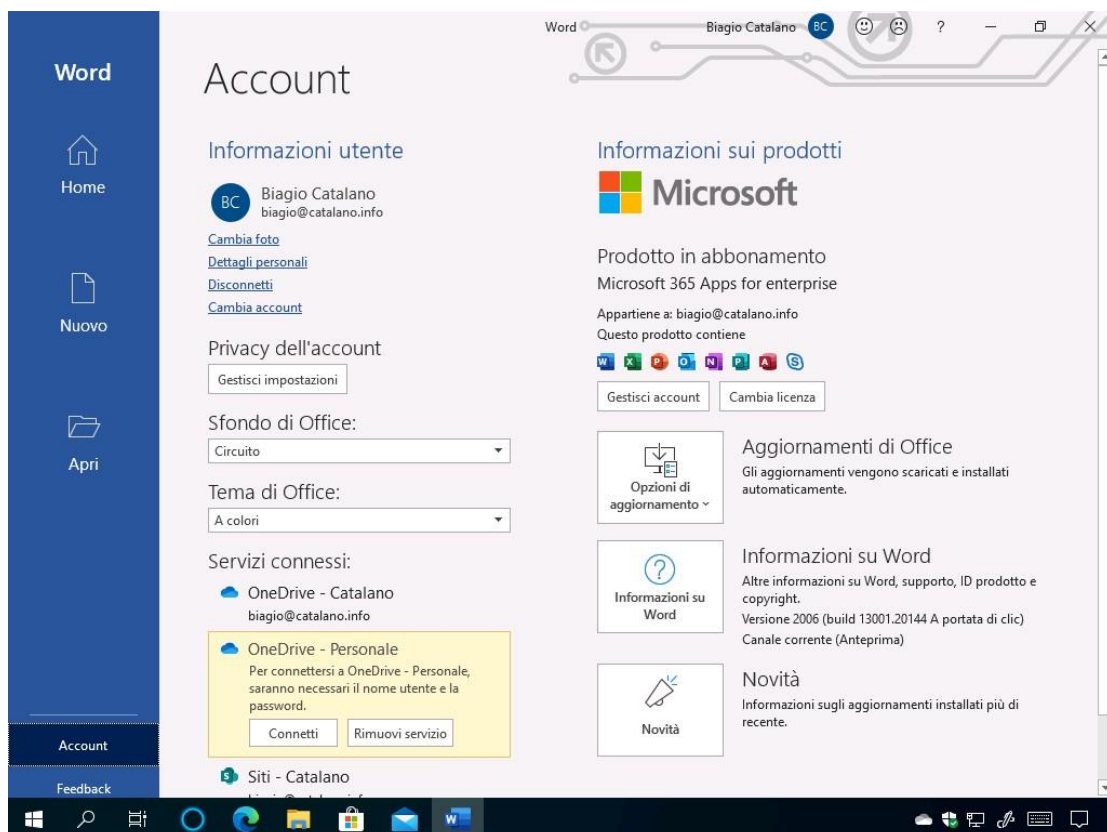 Word
Biagio Catalano
BC
?
Word
Home
Nuovo
Apri
Account
Feedback
Account
Informazioni utente
BC
Biagio Catalano
biagio@catalano.info
Cambia foto
Dettagli personali
Disconnetti
Cambia account
Privacy dell'account
Gestisci impostazioni
Sfondo di Office:
Circuito
Tema di Office:
A colori
Servizi connessi:
OneDrive - Catalano
biagio@catalano.info
OneDrive - Personale
Per connettersi a OneDrive - Personale,
saranno necessari il nome utente e la
password.
Connetti
Rimuovi servizio
Siti - Catalano
Informazioni sui prodotti
Microsoft
Prodotto in abbonamento
Microsoft 365 Apps for enterprise
Appartiene a: biagio@catalano.info
Questo prodotto contiene
Gestisci account
Cambia licenza
Opzioni di
aggiornamento
Aggiornamenti di Office
Gli aggiornamenti vengono scaricati e installati
automaticamente.
Informazioni su
Word
Informazioni su Word
Altre informazioni su Word, supporto, ID prodotto e
copyright.
Versione 2006 (build 13001.20144 A portata di clic)
Canale corrente (Anteprima)
Novità
Novità
Informazioni sugli aggiornamenti installati più di
recente.